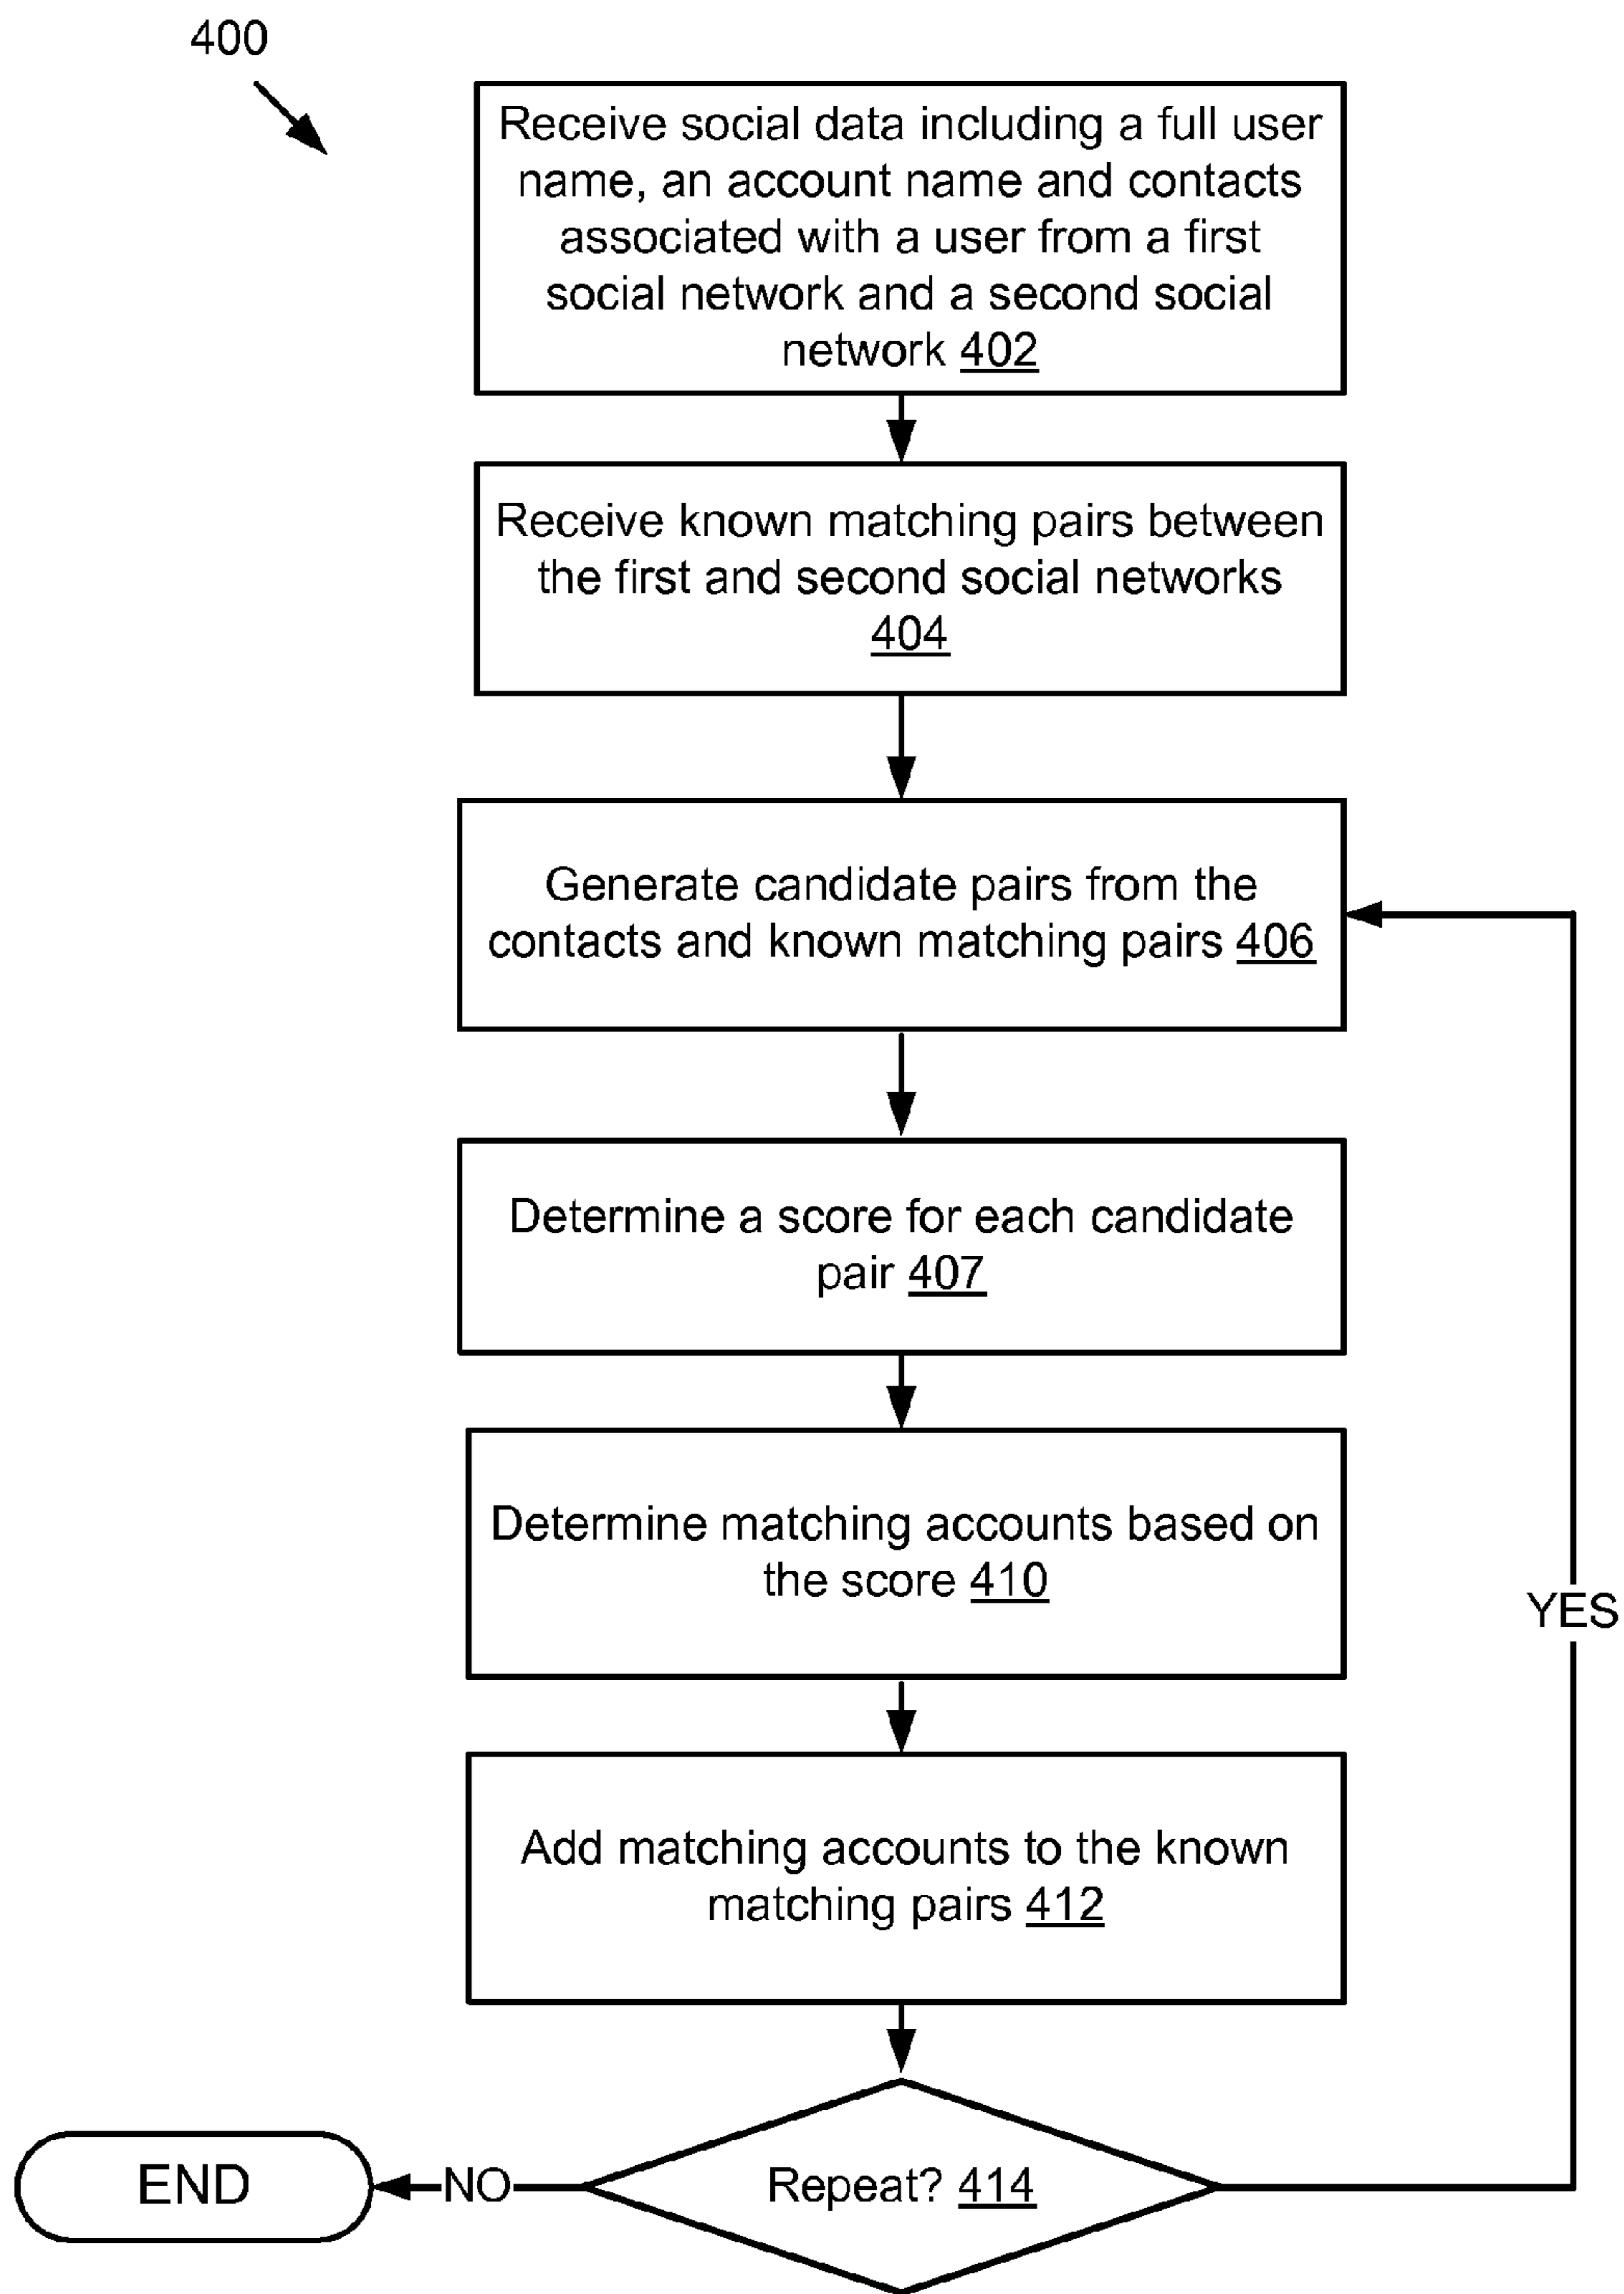 400
Receive social data including a full user
name, an account name and contacts
associated with a user from a first
social network and a second social
network 402
Receive known matching pairs between
the first and second social networks
404
Generate candidate pairs from the
contacts and known matching pairs 406
Determine a score for each candidate
pair 407
Determine matching accounts based on
the score 410
YES
Add matching accounts to the known
matching pairs 412
END
NO
Repeat? 414